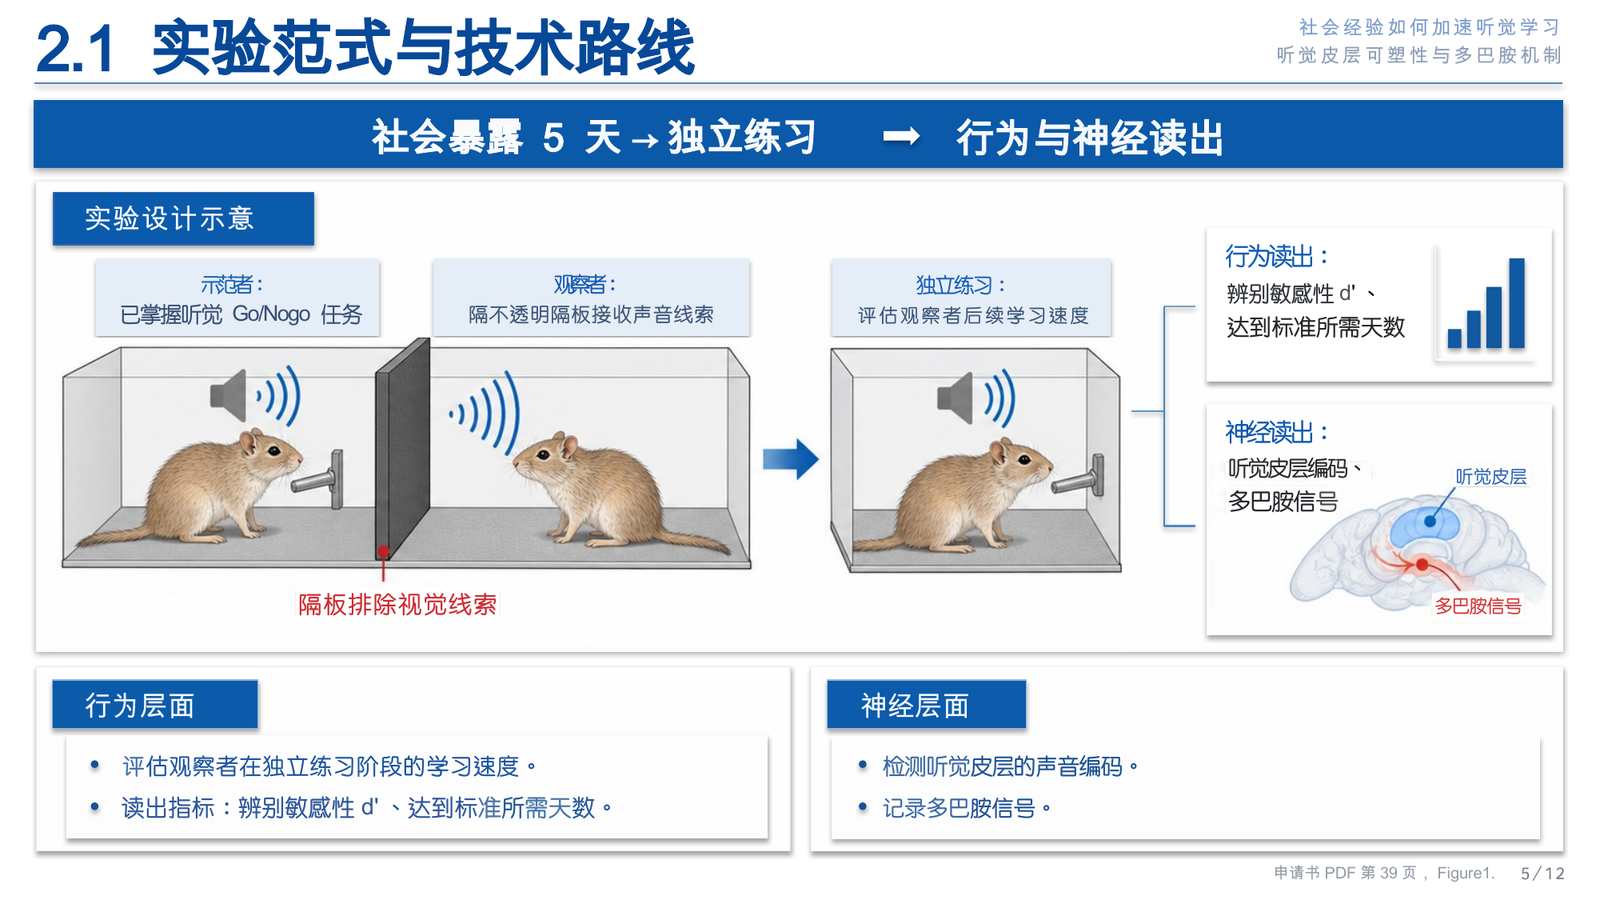 2.1 实验范式与技术路线
社会经验如何加速听觉学习
听觉皮层可塑性与多巴胺机制
社会暴露 5 天→独立练习 ➡ 行为与神经读出
实验设计示意
示范者：
已掌握听觉 Go/Nogo 任务
观察者：
隔不透明隔板接收声音线索
独立练习：
评估观察者后续学习速度
行为读出：
辨别敏感性 d'、
达到标准所需天数
神经读出：
听觉皮层编码、
多巴胺信号
听觉皮层
多巴胺信号
隔板排除视觉线索
行为层面
• 评估观察者在独立练习阶段的学习速度。
• 读出指标：辨别敏感性 d'、达到标准所需天数。
神经层面
• 检测听觉皮层的声音编码。
• 记录多巴胺信号。
申请书 PDF 第 39 页，Figure1.
5/12